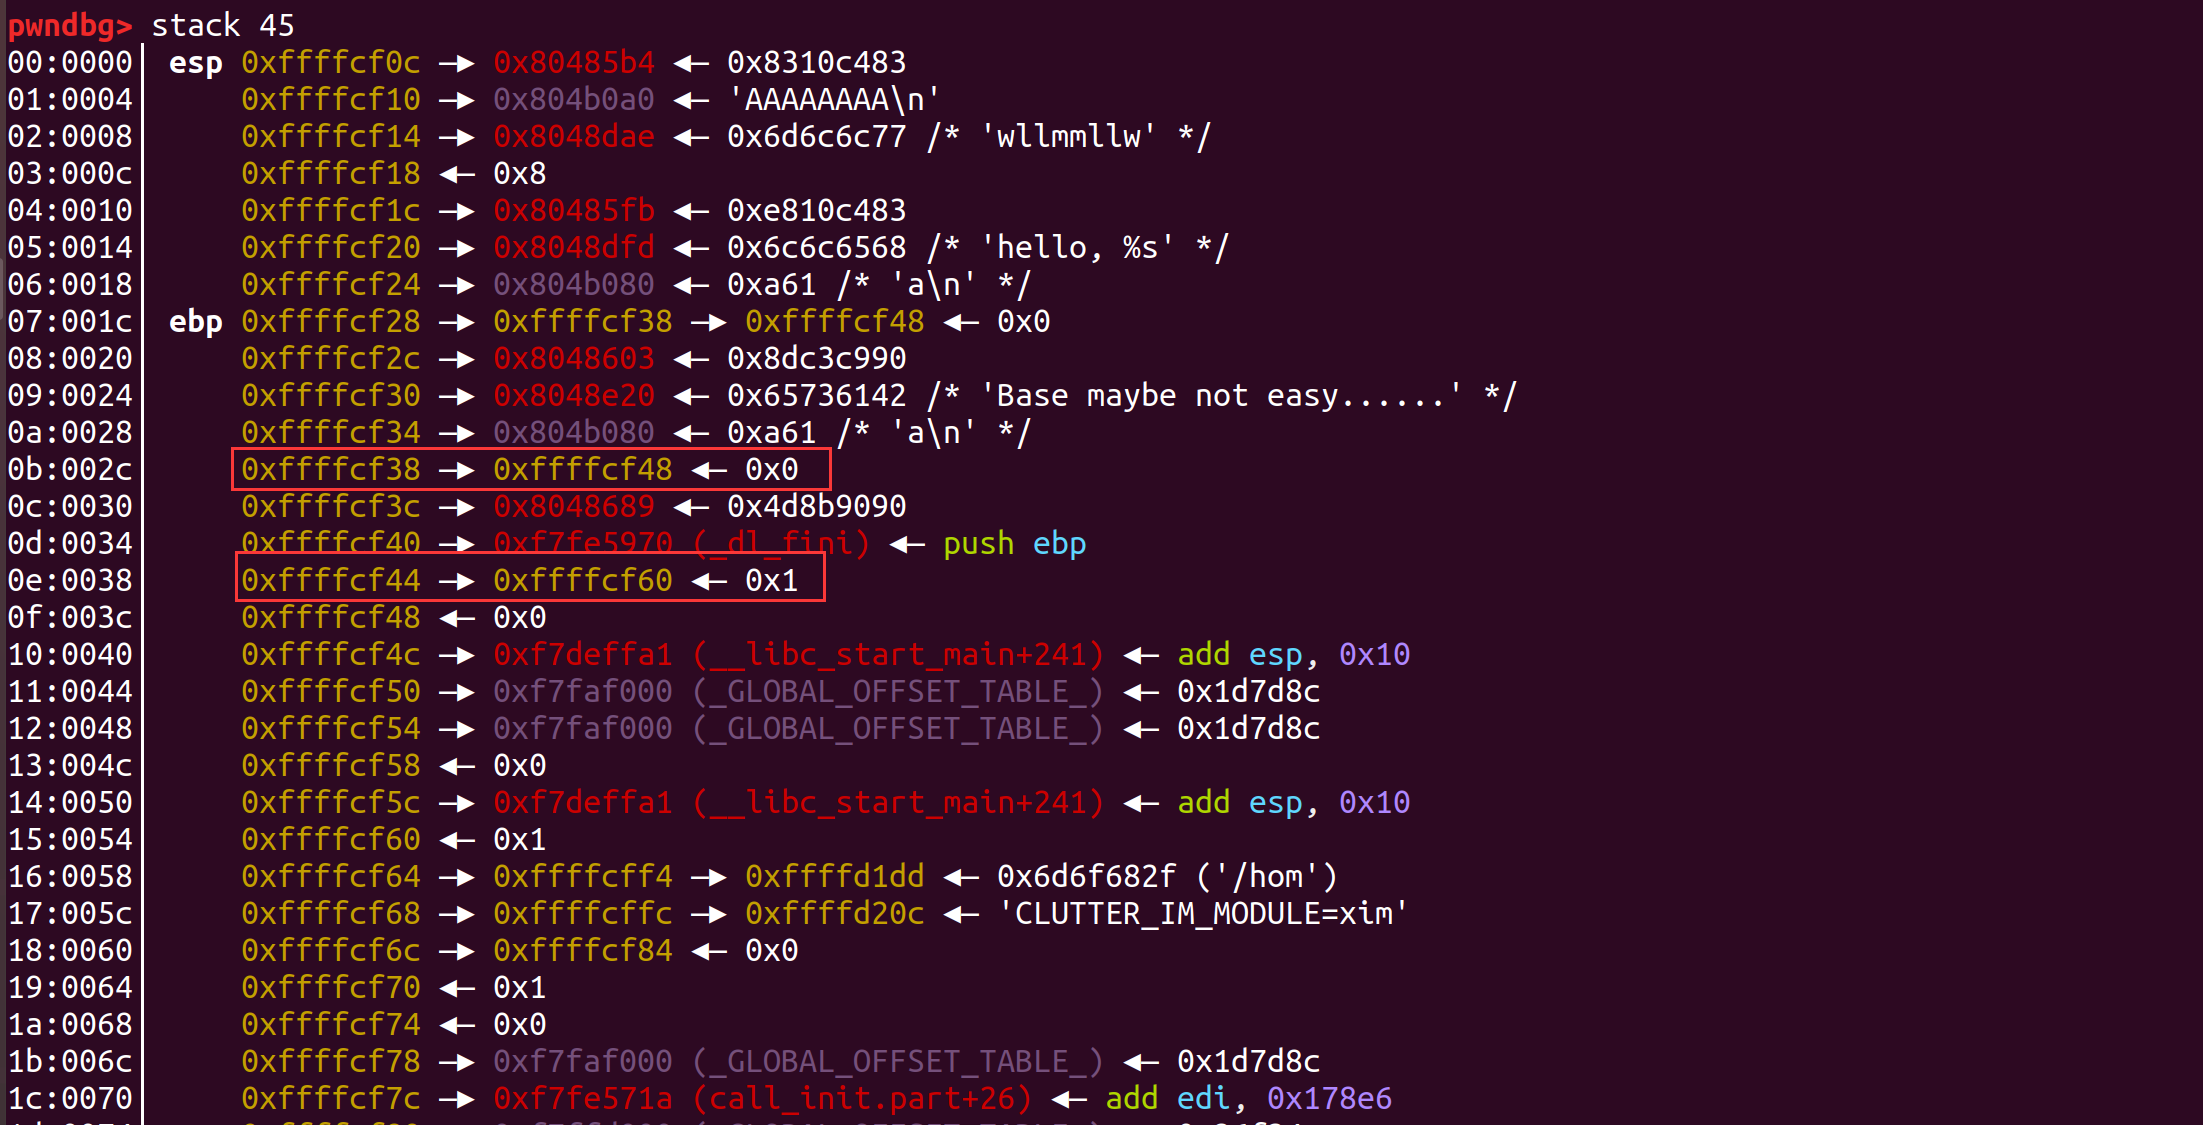 pwndbg> stack 45
00:0000│ esp 0xffffcf0c —▸ 0x80485b4 ◂— 0x8310c483
01:0004│     0xffffcf10 —▸ 0x804b0a0 ◂— 'AAAAAAAA\n'
02:0008│     0xffffcf14 —▸ 0x8048dae ◂— 0x6d6c6c77 /* 'wllmmllw' */
03:000c│     0xffffcf18 ◂— 0x8
04:0010│     0xffffcf1c —▸ 0x80485fb ◂— 0xe810c483
05:0014│     0xffffcf20 —▸ 0x8048dfd ◂— 0x6c6c6568 /* 'hello, %s' */
06:0018│     0xffffcf24 —▸ 0x804b080 ◂— 0xa61 /* 'a\n' */
07:001c│ ebp 0xffffcf28 —▸ 0xffffcf38 —▸ 0xffffcf48 ◂— 0x0
08:0020│     0xffffcf2c —▸ 0x8048603 ◂— 0x8dc3c990
09:0024│     0xffffcf30 —▸ 0x8048e20 ◂— 0x65736142 /* 'Base maybe not easy......' */
0a:0028│     0xffffcf34 —▸ 0x804b080 ◂— 0xa61 /* 'a\n' */
0b:002c│     0xffffcf38 —▸ 0xffffcf48 ◂— 0x0
0c:0030│     0xffffcf3c —▸ 0x8048689 ◂— 0x4d8b9090
0d:0034│     0xffffcf40 —▸ 0xf7fe5970 (_dl_fini) ◂— push ebp
0e:0038│     0xffffcf44 —▸ 0xffffcf60 ◂— 0x1
0f:003c│     0xffffcf48 ◂— 0x0
10:0040│     0xffffcf4c —▸ 0xf7deffa1 (__libc_start_main+241) ◂— add esp, 0x10
11:0044│     0xffffcf50 —▸ 0xf7faf000 (_GLOBAL_OFFSET_TABLE_) ◂— 0x1d7d8c
12:0048│     0xffffcf54 —▸ 0xf7faf000 (_GLOBAL_OFFSET_TABLE_) ◂— 0x1d7d8c
13:004c│     0xffffcf58 ◂— 0x0
14:0050│     0xffffcf5c —▸ 0xf7deffa1 (__libc_start_main+241) ◂— add esp, 0x10
15:0054│     0xffffcf60 ◂— 0x1
16:0058│     0xffffcf64 —▸ 0xffffcff4 —▸ 0xffffd1dd ◂— 0x6d6f682f ('/hom')
17:005c│     0xffffcf68 —▸ 0xffffcffc —▸ 0xffffd20c ◂— 'CLUTTER_IM_MODULE=xim'
18:0060│     0xffffcf6c —▸ 0xffffcf84 ◂— 0x0
19:0064│     0xffffcf70 ◂— 0x1
1a:0068│     0xffffcf74 ◂— 0x0
1b:006c│     0xffffcf78 —▸ 0xf7faf000 (_GLOBAL_OFFSET_TABLE_) ◂— 0x1d7d8c
1c:0070│     0xffffcf7c —▸ 0xf7fe571a (call_init.part+26) ◂— add edi, 0x178e6